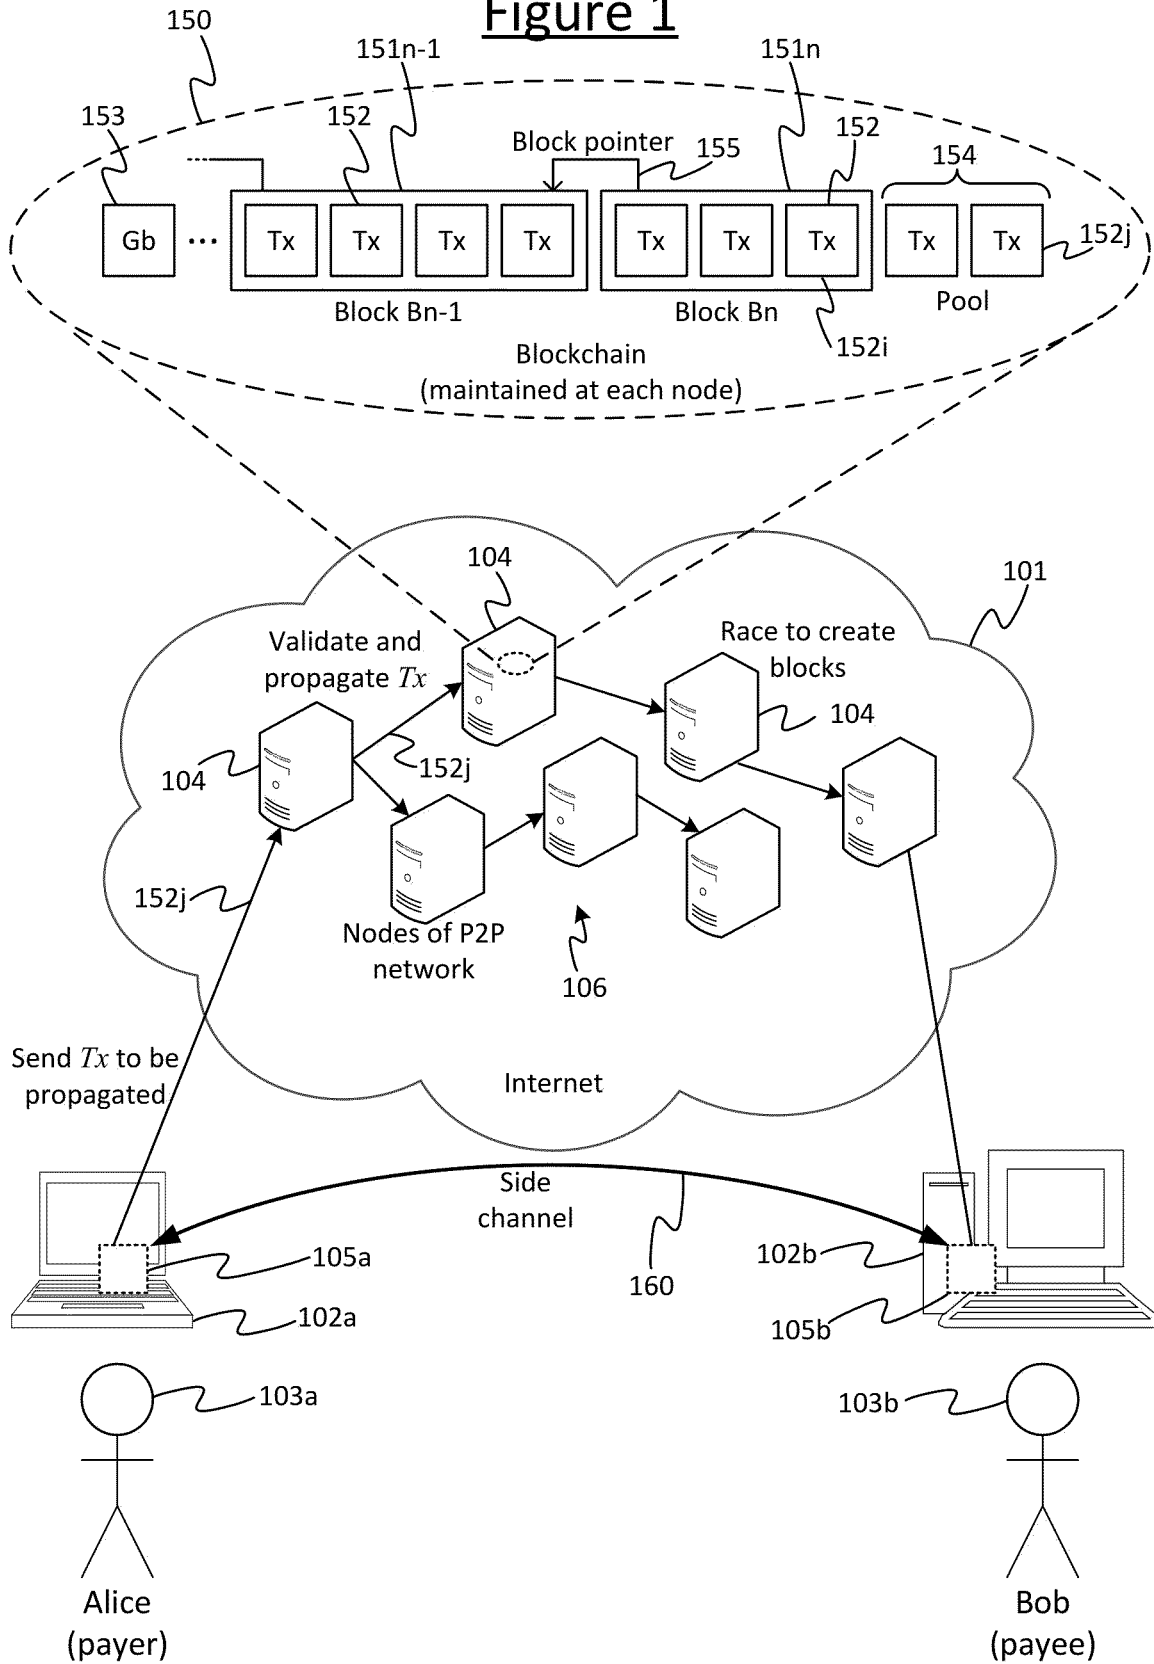 Figure 1
150
151n-1
151n
153
152
Block pointer
155
152
154
Gb
...
Tx
Tx
Tx
Tx
Tx
Tx
Tx
Tx
Tx
152j
Block Bn-1
Block Bn
Pool
152i
Blockchain
(maintained at each node)
104
101
Validate and
propagate Tx
Race to create
blocks
104
104
152j
152j
Nodes of P2P
network
106
Send Tx to be
propagated
Internet
Side
channel
105a
102a
160
102b
105b
103a
103b
Alice
(payer)
Bob
(payee)